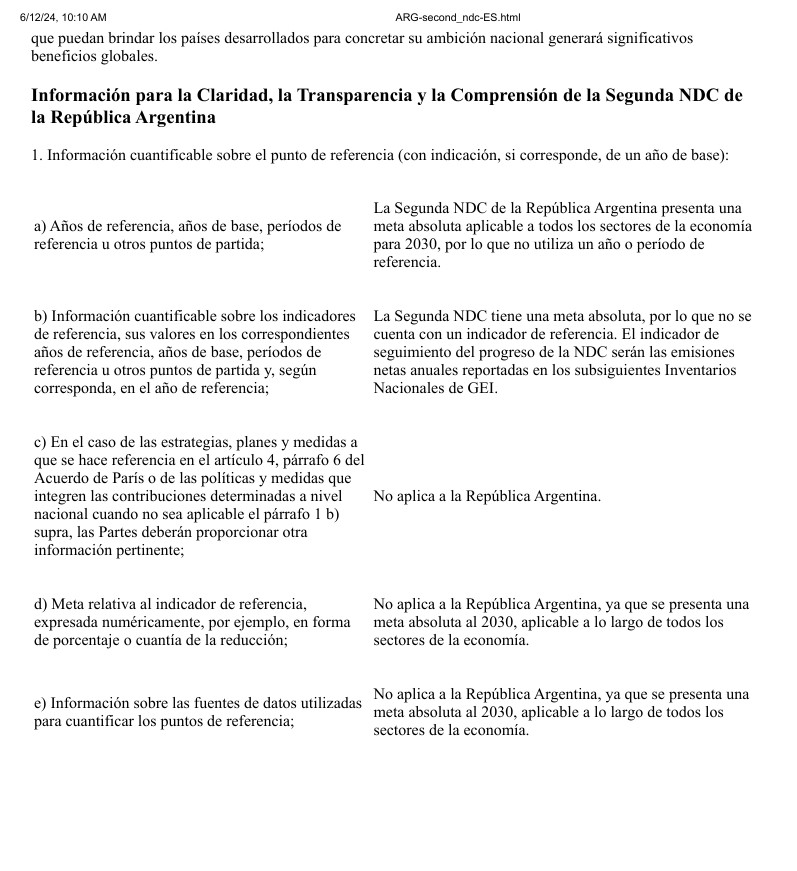 6/12/24, 10:10 AM
ARG-second_ndc-ES.html
que puedan brindar los países desarrollados para concretar su ambición nacional generará significativos
beneficios globales.
Información para la Claridad, la Transparencia y la Comprensión de la Segunda NDC de
la República Argentina
1. Información cuantificable sobre el punto de referencia (con indicación, si corresponde, de un año de base):
a) Años de referencia, años de base, períodos de
referencia u otros puntos de partida;
La Segunda NDC de la República Argentina presenta una
meta absoluta aplicable a todos los sectores de la economía
para 2030, por lo que no utiliza un año o período de
referencia.
b) Información cuantificable sobre los indicadores
de referencia, sus valores en los correspondientes
años de referencia, años de base, períodos de
referencia u otros puntos de partida y, según
corresponda, en el año de referencia;
La Segunda NDC tiene una meta absoluta, por lo que no se
cuenta con un indicador de referencia. El indicador de
seguimiento del progreso de la NDC serán las emisiones
netas anuales reportadas en los subsiguientes Inventarios
Nacionales de GEI.
c) En el caso de las estrategias, planes y medidas a
que se hace referencia en el artículo 4, párrafo 6 del
Acuerdo de París o de las políticas y medidas que
integren las contribuciones determinadas a nivel
nacional cuando no sea aplicable el párrafo 1 b)
supra, las Partes deberán proporcionar otra
información pertinente;
No aplica a la República Argentina.
d) Meta relativa al indicador de referencia,
expresada numéricamente, por ejemplo, en forma
de porcentaje o cuantía de la reducción;
No aplica a la República Argentina, ya que se presenta una
meta absoluta al 2030, aplicable a lo largo de todos los
sectores de la economía.
e) Información sobre las fuentes de datos utilizadas
para cuantificar los puntos de referencia;
No aplica a la República Argentina, ya que se presenta una
meta absoluta al 2030, aplicable a lo largo de todos los
sectores de la economía.